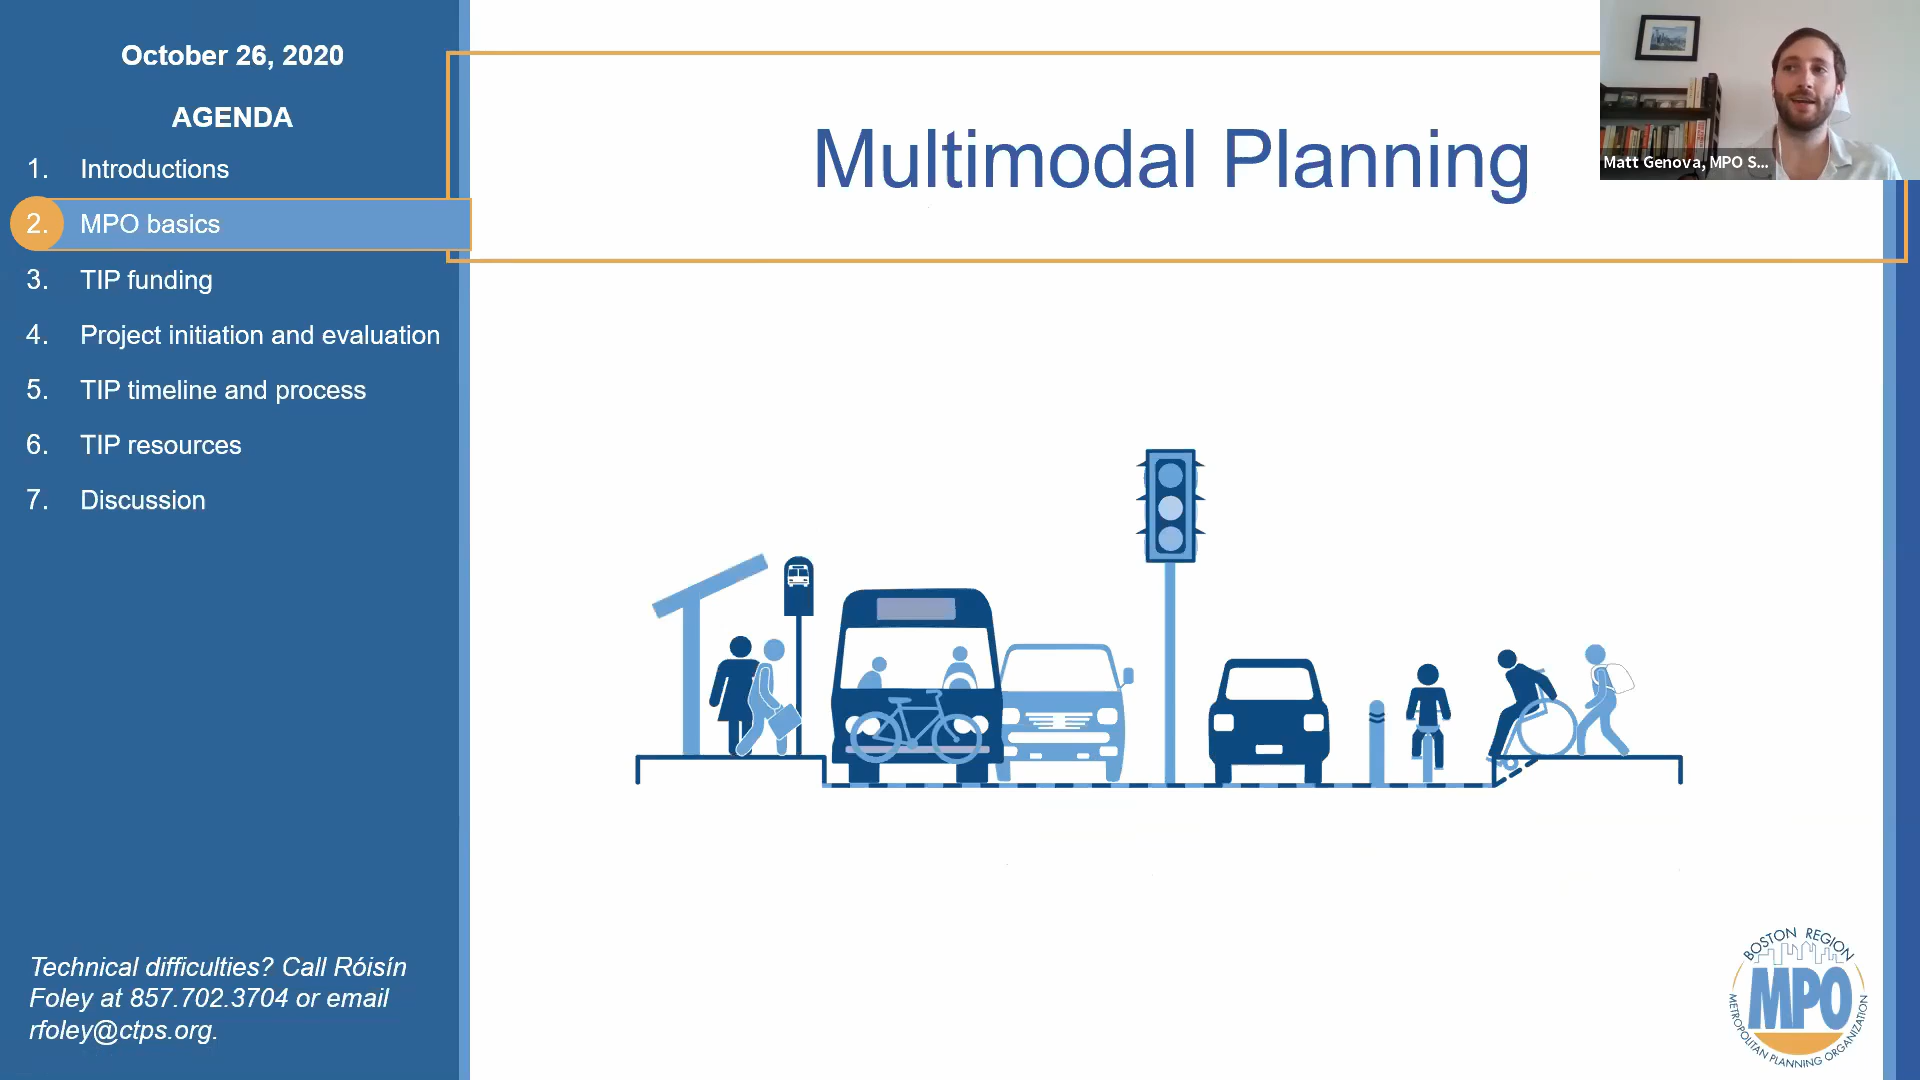 October 26, 2020
AGENDA
1. Introductions
2. MPO basics
3. TIP funding
4. Project initiation and evaluation
5. TIP timeline and process
6. TIP resources
7. Discussion
Technical difficulties? Call Róisín
Foley at 857.702.3704 or email
rfoley@ctps.org.
Multimodal Planning
Matt Genova, MPO S...
BOSTON REGION
MPO
METROPOLITAN PLANNING ORGANIZATION